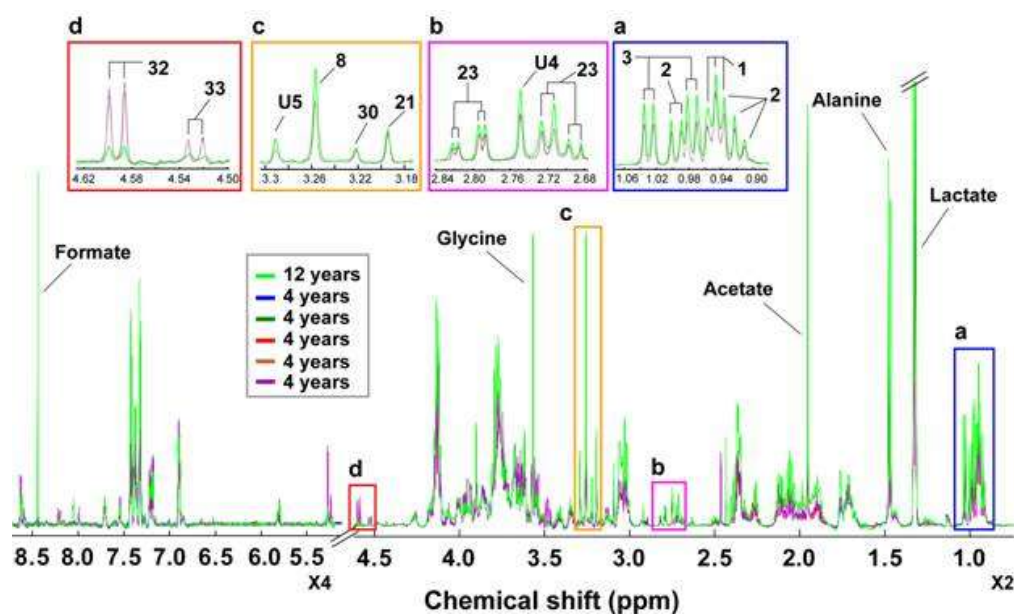 d c b a
32 33
8 U5 30 21
23 U4 23
3 2 1 2
4.62 4.58 4.54 4.50
3.3 3.26 3.22 3.18
2.84 2.80 2.76 2.72 2.68
1.06 1.02 0.98 0.94 0.90
Alanine
Lactate
Formate
Glycine
Acetate
c
a
d
b
12 years
4 years
4 years
4 years
4 years
4 years
8.5 8.0 7.5 7.0 6.5 6.0 5.5 4.5 4.0 3.5 3.0 2.5 2.0 1.5 1.0
X4 X2
Chemical shift (ppm)